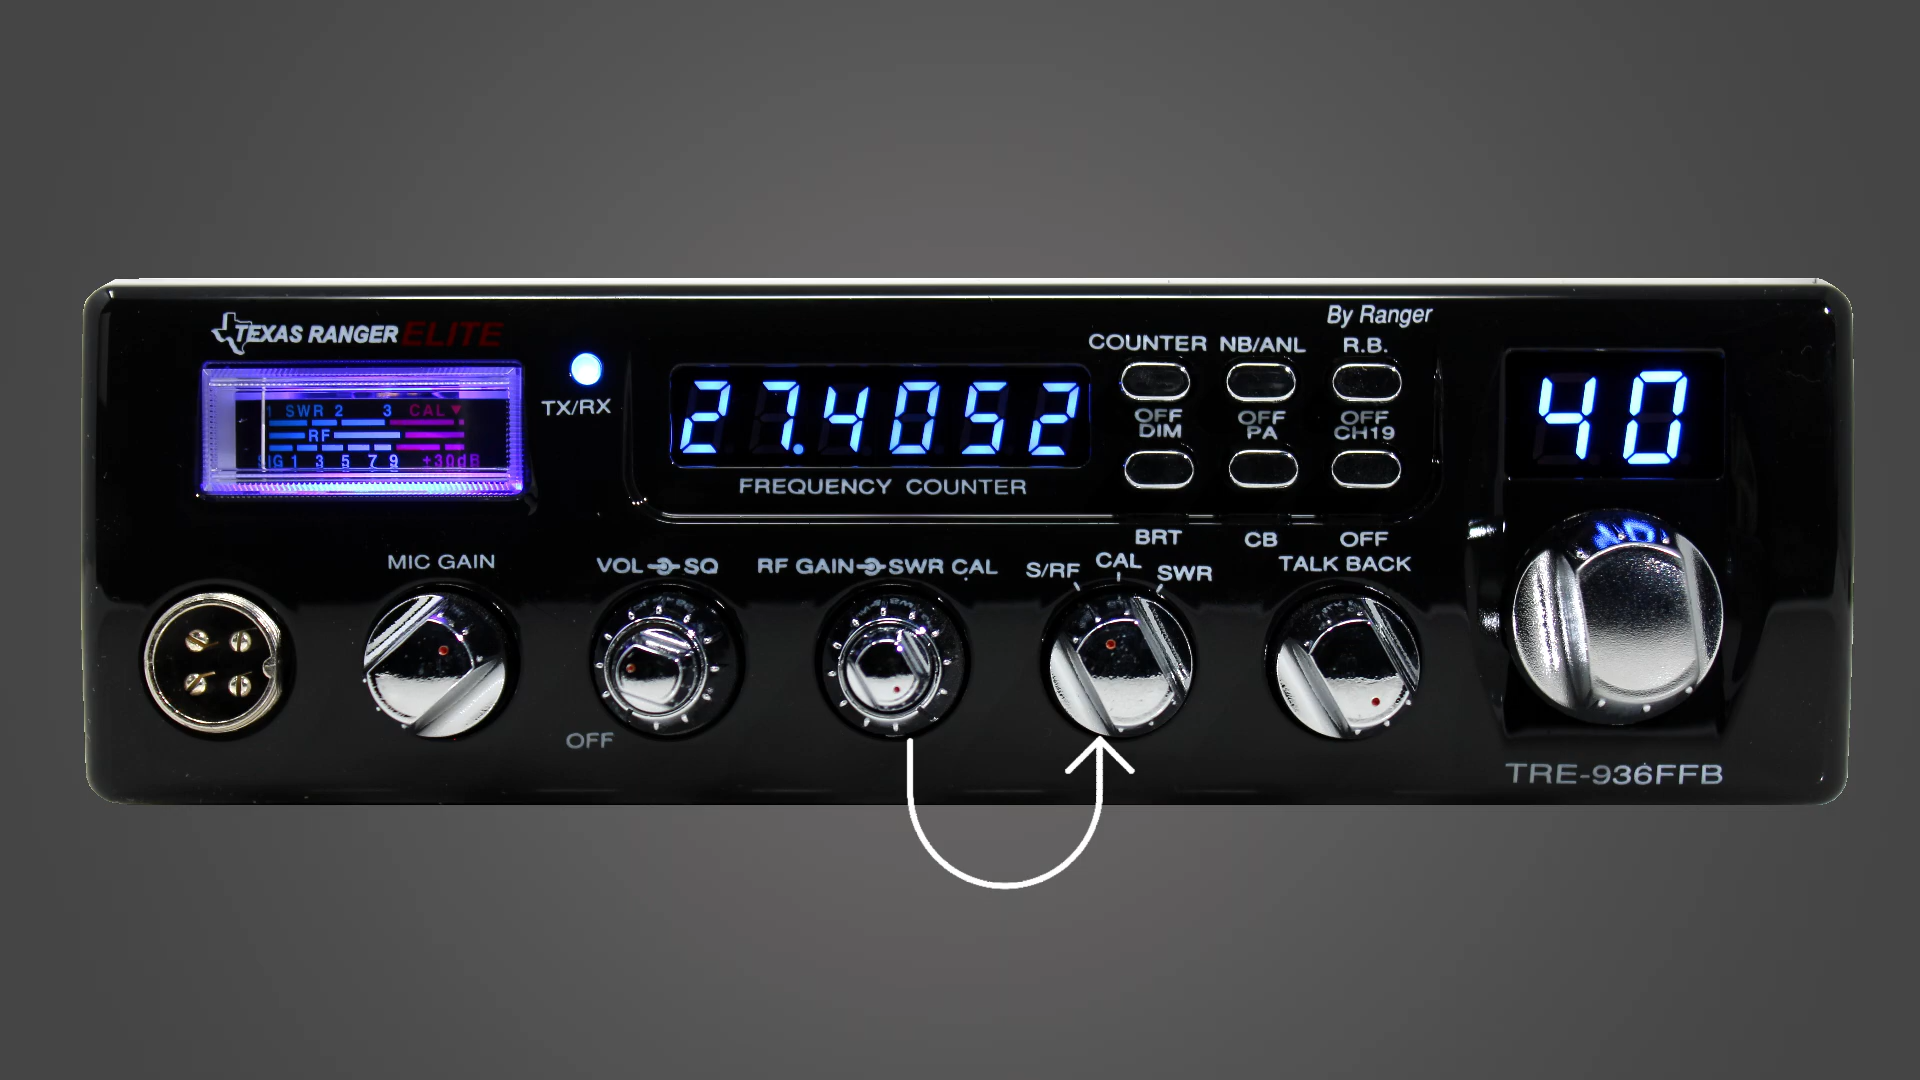 TEXAS RANGER ELITE
By Ranger
COUNTER NB/ANL R.B.
1 SWR 2 3 CAL
RF
SIG 1 3 5 7 9 +30dB
TX/RX
27.4052
FREQUENCY COUNTER
OFF OFF OFF
DIM PA CH19
40
BRT CB OFF
MIC GAIN
VOL SQ
RF GAIN SWR CAL
S/RF CAL SWR
TALK BACK
OFF
TRE-936FFB